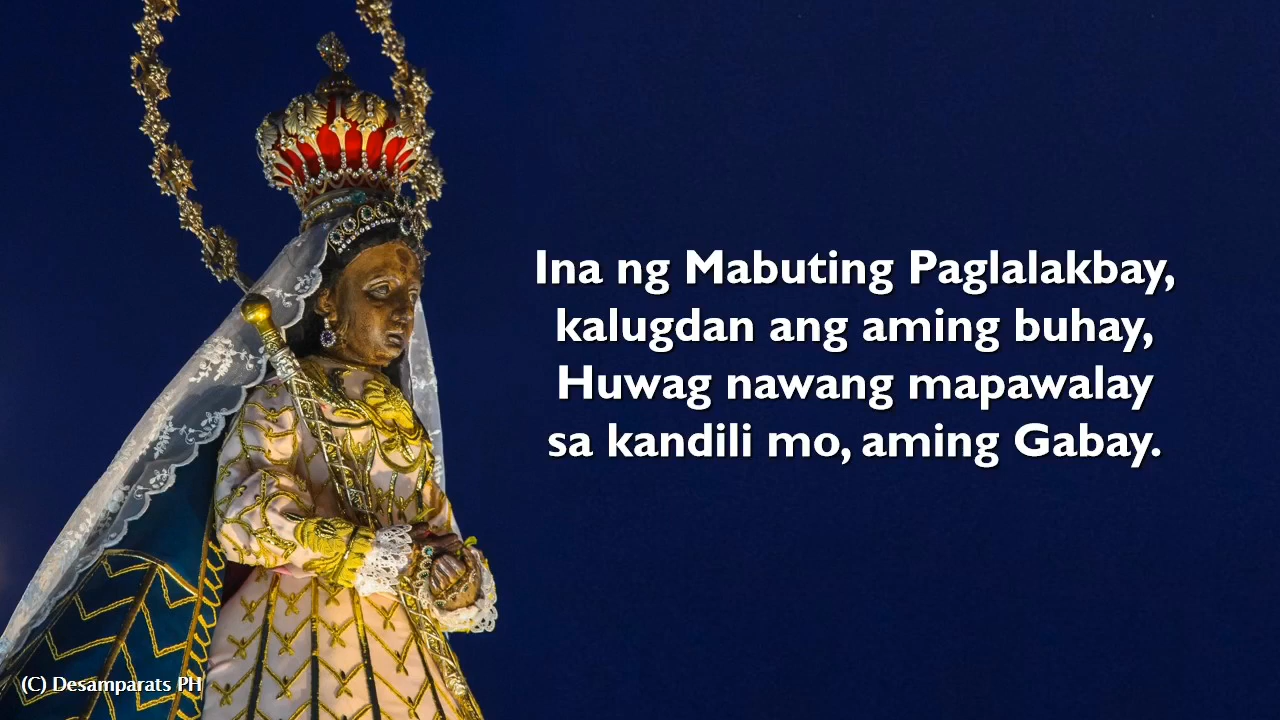 Ina ng Mabuting Paglalakbay,
kalugdan ang aming buhay,
Huwag nawang mapawalay
sa kandili mo, aming Gabay.
(C) Desamparats PH